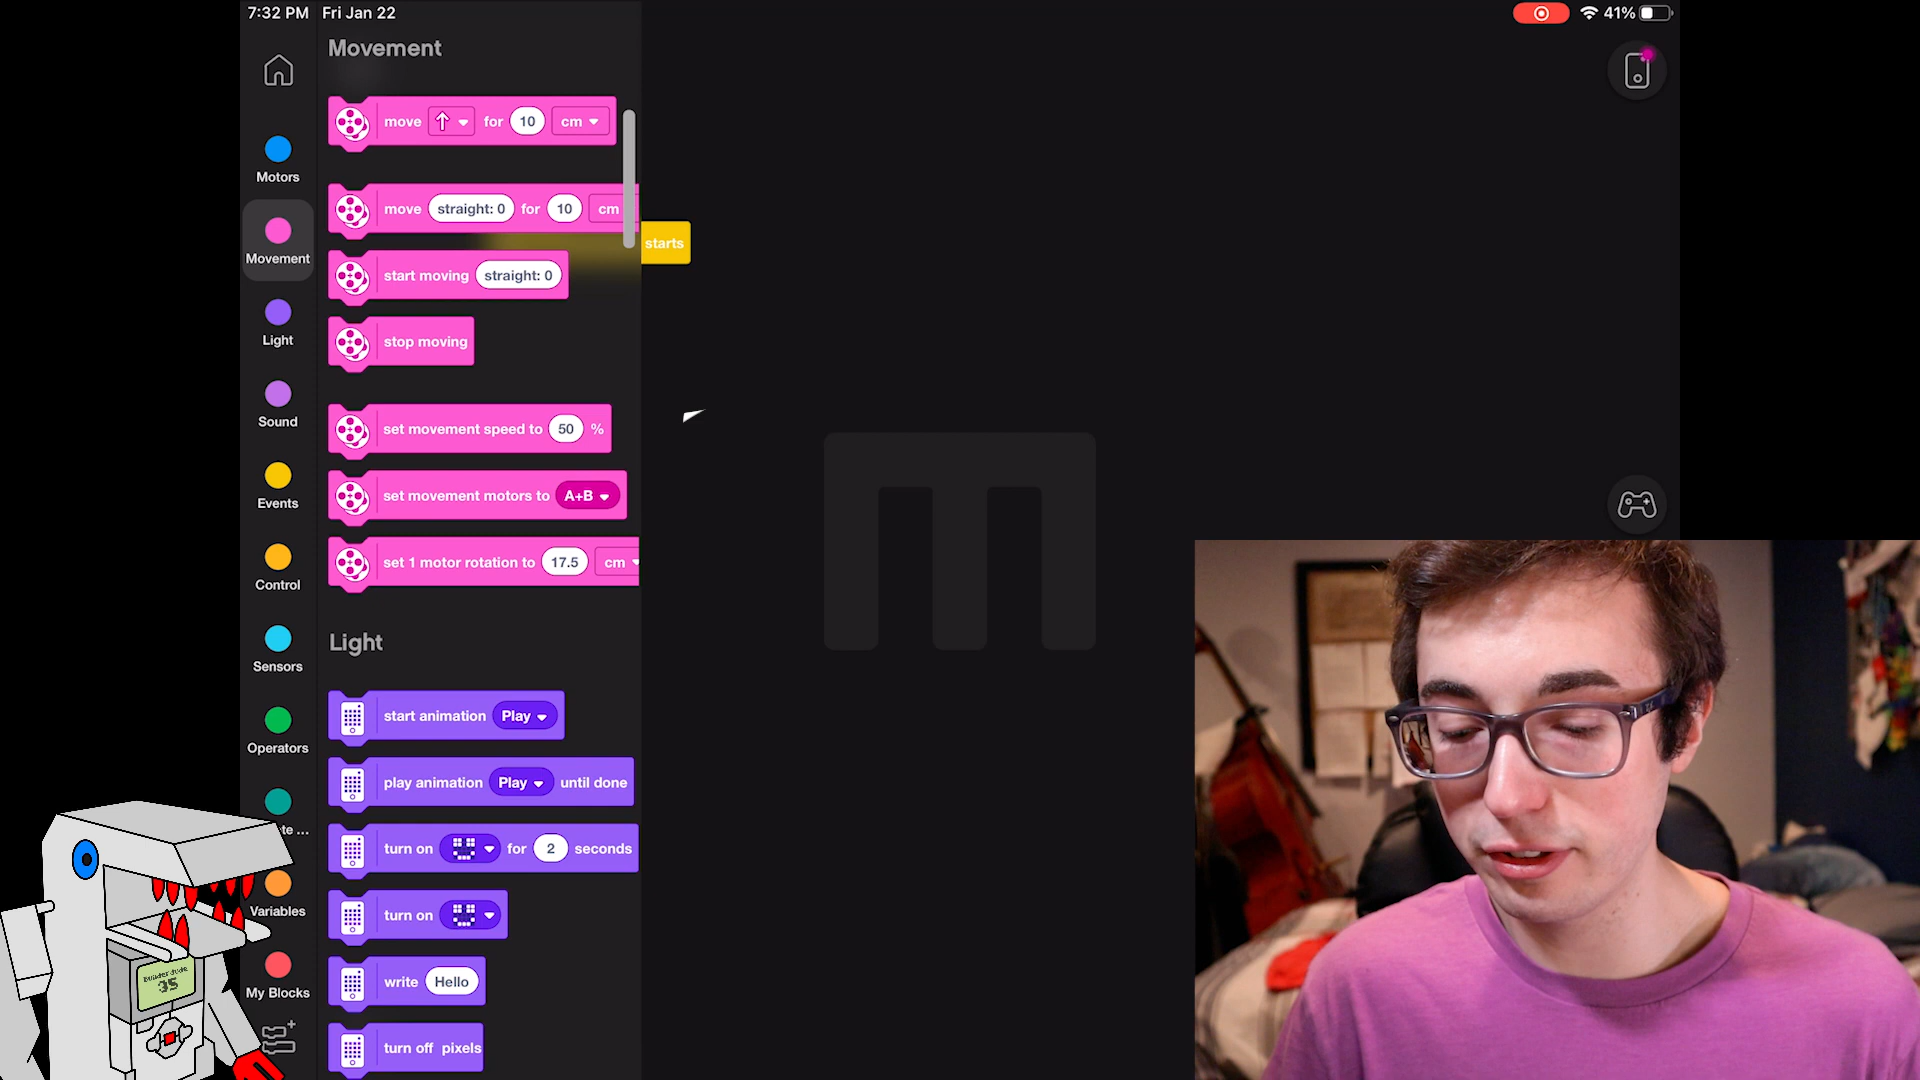 7:32 PM Fri Jan 22
41%
Movement
move for 10 cm
Motors
move straight: 0 for 10 cm
Movement
starts
start moving straight: 0
Light
stop moving
Sound
set movement speed to 50 %
Events
set movement motors to A+B
Control
set 1 motor rotation to 17.5 cm
Sensors
Light
start animation Play
Operators
play animation Play until done
te ...
turn on for 2 seconds
Variables
turn on
write Hello
My Blocks
turn off pixels
Builder dude
35